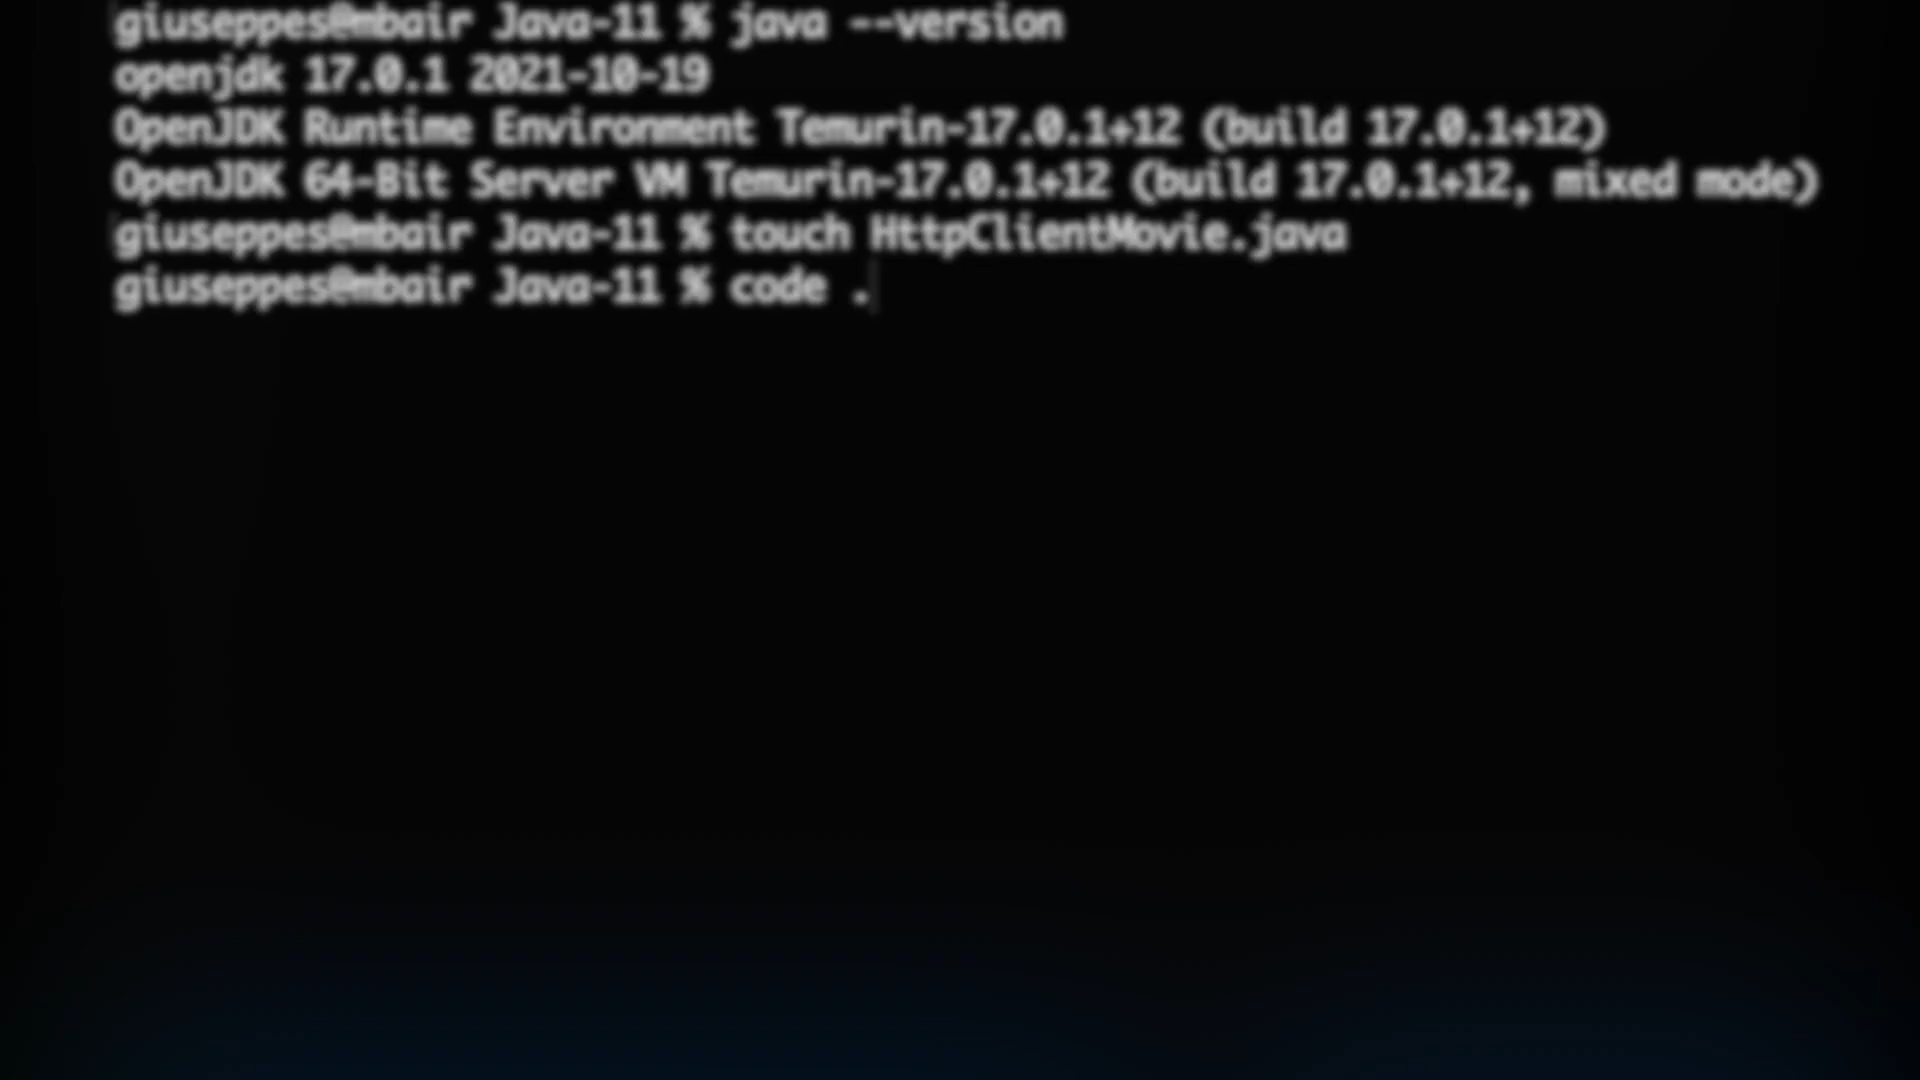 giuseppes@mbair Java-11 % java --version
openjdk 17.0.1 2021-10-19
OpenJDK Runtime Environment Temurin-17.0.1+12 (build 17.0.1+12)
OpenJDK 64-Bit Server VM Temurin-17.0.1+12 (build 17.0.1+12, mixed mode)
giuseppes@mbair Java-11 % touch HttpClientMovie.java
giuseppes@mbair Java-11 % code .